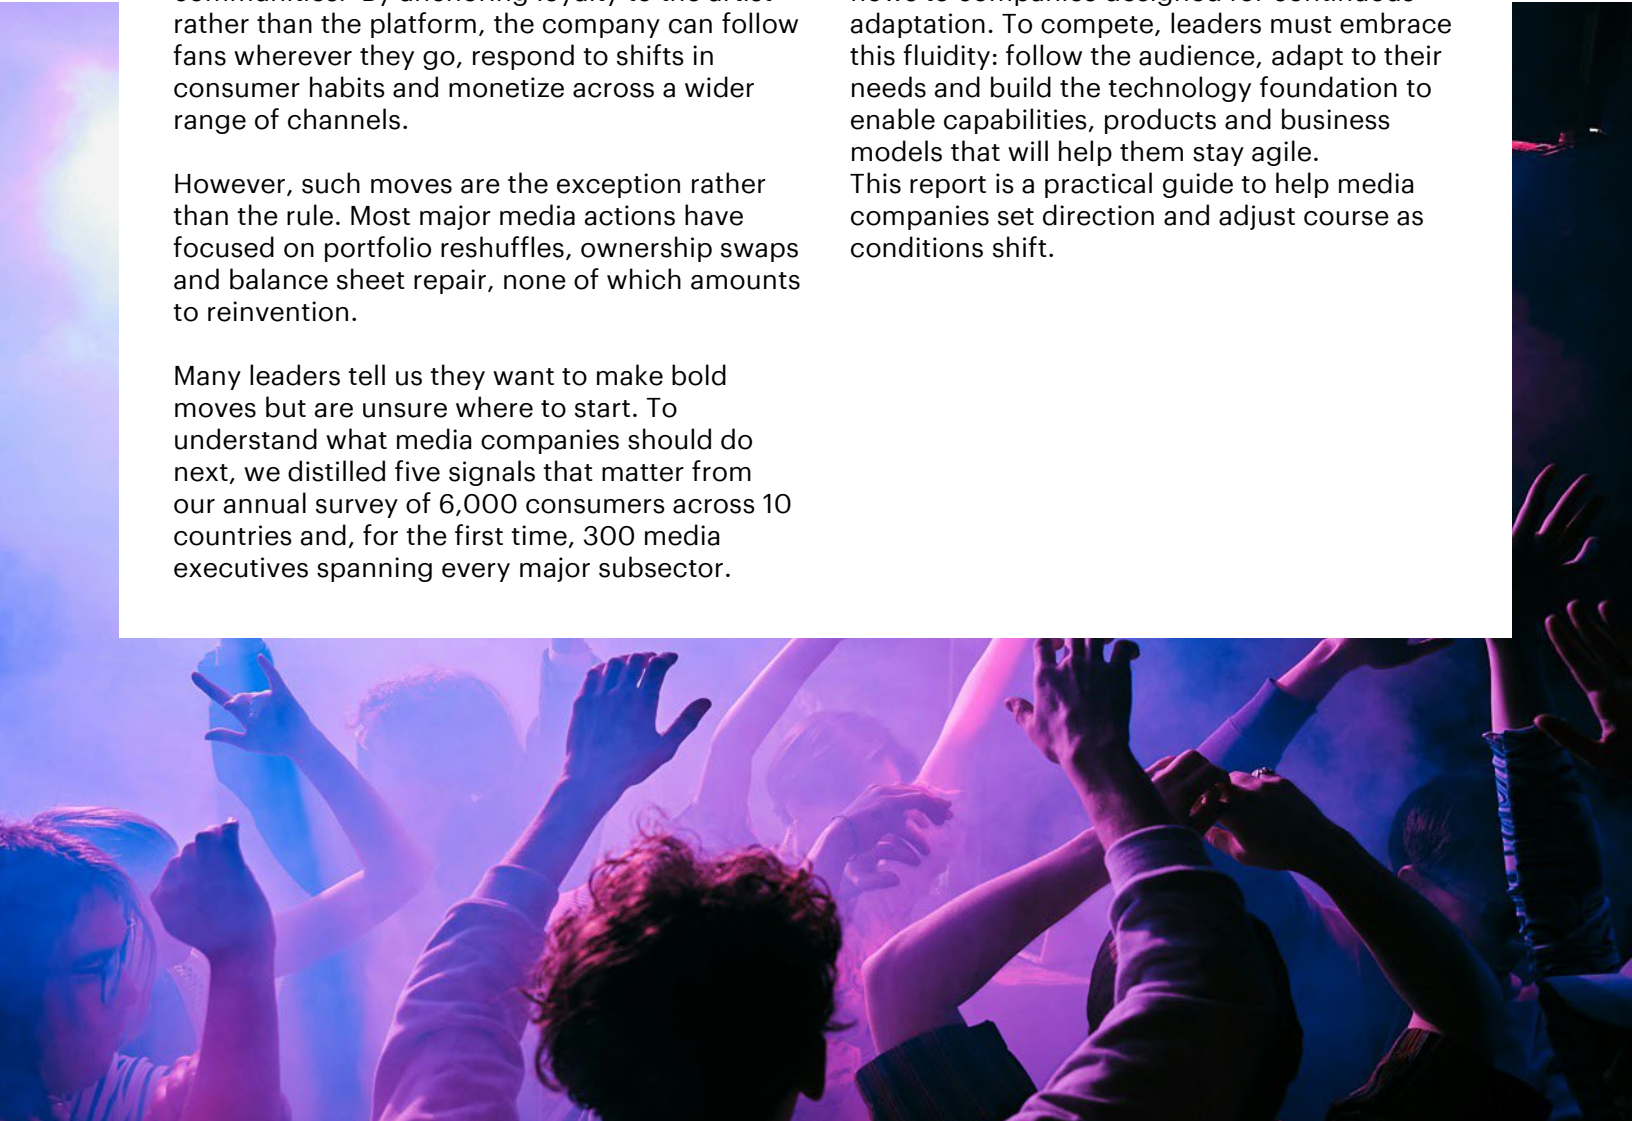 rather than the platform, the company can follow
fans wherever they go, respond to shifts in
consumer habits and monetize across a wider
range of channels.
However, such moves are the exception rather
than the rule. Most major media actions have
focused on portfolio reshuffles, ownership swaps
and balance sheet repair, none of which amounts
to reinvention.
Many leaders tell us they want to make bold
moves but are unsure where to start. To
understand what media companies should do
next, we distilled five signals that matter from
our annual survey of 6,000 consumers across 10
countries and, for the first time, 300 media
executives spanning every major subsector.
adaptation. To compete, leaders must embrace
this fluidity: follow the audience, adapt to their
needs and build the technology foundation to
enable capabilities, products and business
models that will help them stay agile.
This report is a practical guide to help media
companies set direction and adjust course as
conditions shift.